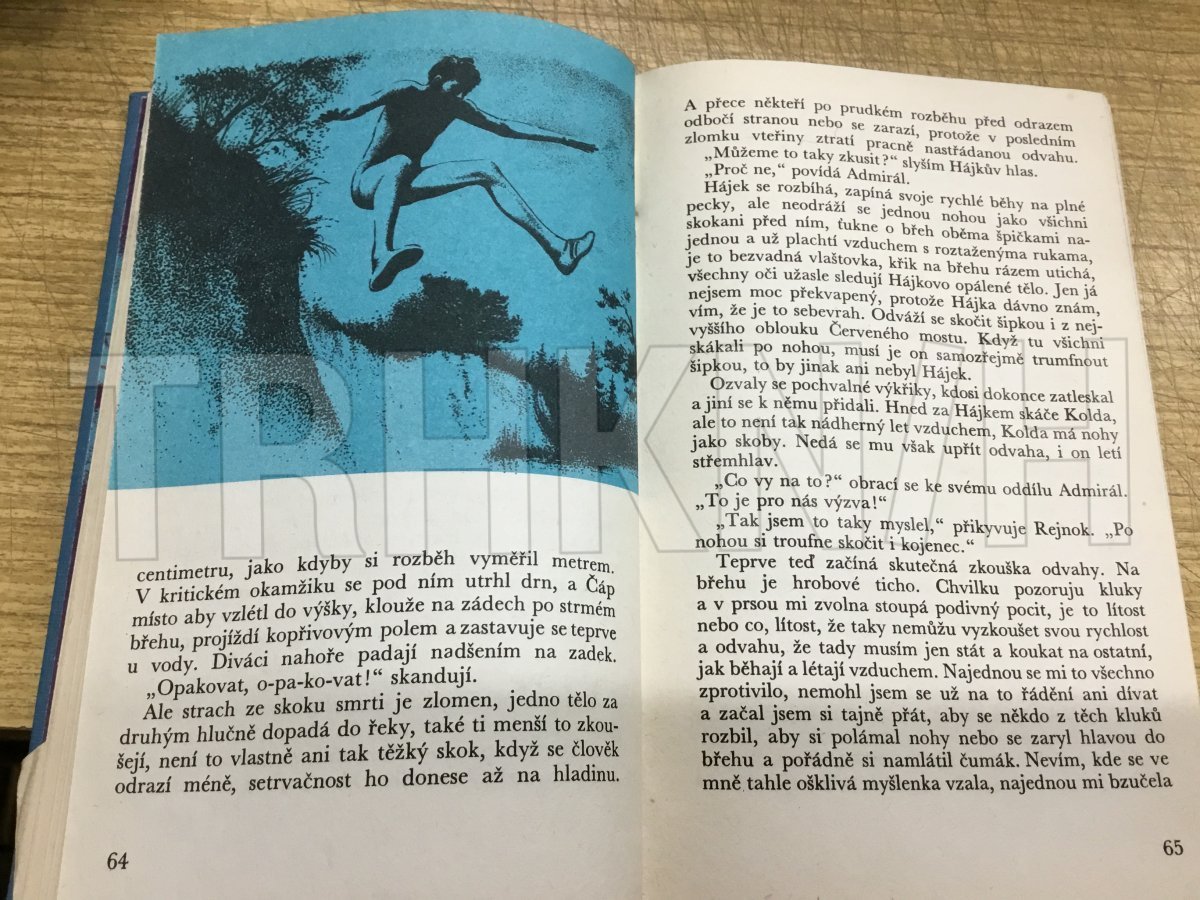 centimetru, jako kdyby si rozběh vyměřil metrem.
V kritickém okamžiku se pod ním utrhl drn, a Čáp
místo aby vzlétl do výšky, klouže na zádech po strmém
břehu, projíždí kopřivovým polem a zastavuje se teprve
u vody. Diváci nahoře padají nadšením na zadek.
„Opakovat, o-pa-ko-vat!“ skandují.
Ale strach ze skoku smrti je zlomen, jedno tělo za
druhým hlučně dopadá do řeky, také ti menší to zkou-
šejí, není to vlastně ani tak těžký skok, když se člověk
odrazí méně, setrvačnost ho donese až na hladinu.
64
A přece někteří po prudkém rozběhu před odrazem
odbočí stranou nebo se zarazí, protože v posledním
zlomku vteřiny ztratí pracně nastřádanou odvahu.
„Můžeme to taky zkusit?“ slyším Hájkův hlas.
„Proč ne,“ povídá Admirál.
Hájek se rozbíhá, zapíná svoje rychlé běhy na plné
pecky, ale neodráží se jednou nohou jako všichni
skokani před ním, ťukne o břeh oběma špičkami na-
jednou a už plachtí vzduchem s roztaženýma rukama,
je to bezvadná vlaštovka, křik na břehu rázem utichá,
všechny oči užasle sledují Hájkovo opálené tělo. Jen já
nejsem moc překvapený, protože Hájka dávno znám,
vím, že je to sebevrah. Odváží se skočit šipkou i z nej-
vyššího oblouku Červeného mostu. Když tu všichni
skákali po nohou, musí je on samozřejmě trumfnout
šipkou, to by jinak ani nebyl Hájek.
Ozvaly se pochvalné výkřiky, kdosi dokonce zatleskal
a jiní se k němu přidali. Hned za Hájkem skáče Kolda,
ale to není tak nádherný let vzduchem, Kolda má nohy
jako skoby. Nedá se mu však upřít odvaha, i on letí
střemhlav.
„Co vy na to?“ obrací se ke svému oddílu Admirál.
„To je pro nás výzva!“
„Tak jsem to taky myslel,“ přikyvuje Rejnok. „Po
nohou si troufne skočit i kojenec.“
Teprve teď začíná skutečná zkouška odvahy. Na
břehu je hrobové ticho. Chvilku pozoruju kluky
a v prsou mi zvolna stoupá podivný pocit, je to lítost
nebo co, lítost, že taky nemůžu vyzkoušet svou rychlost
a odvahu, že tady musím jen stát a koukat na ostatní,
jak běhají a létají vzduchem. Najednou se mi to všechno
zprotivilo, nemohl jsem se už na to řádění ani dívat
a začal jsem si tajně přát, aby se někdo z těch kluků
rozbil, aby si polámal nohy nebo se zaryl hlavou do
břehu a pořádně si namlátil čumák. Nevím, kde se ve
mně tahle ošklivá myšlenka vzala, najednou mi bzučela
65
TRHKNIH